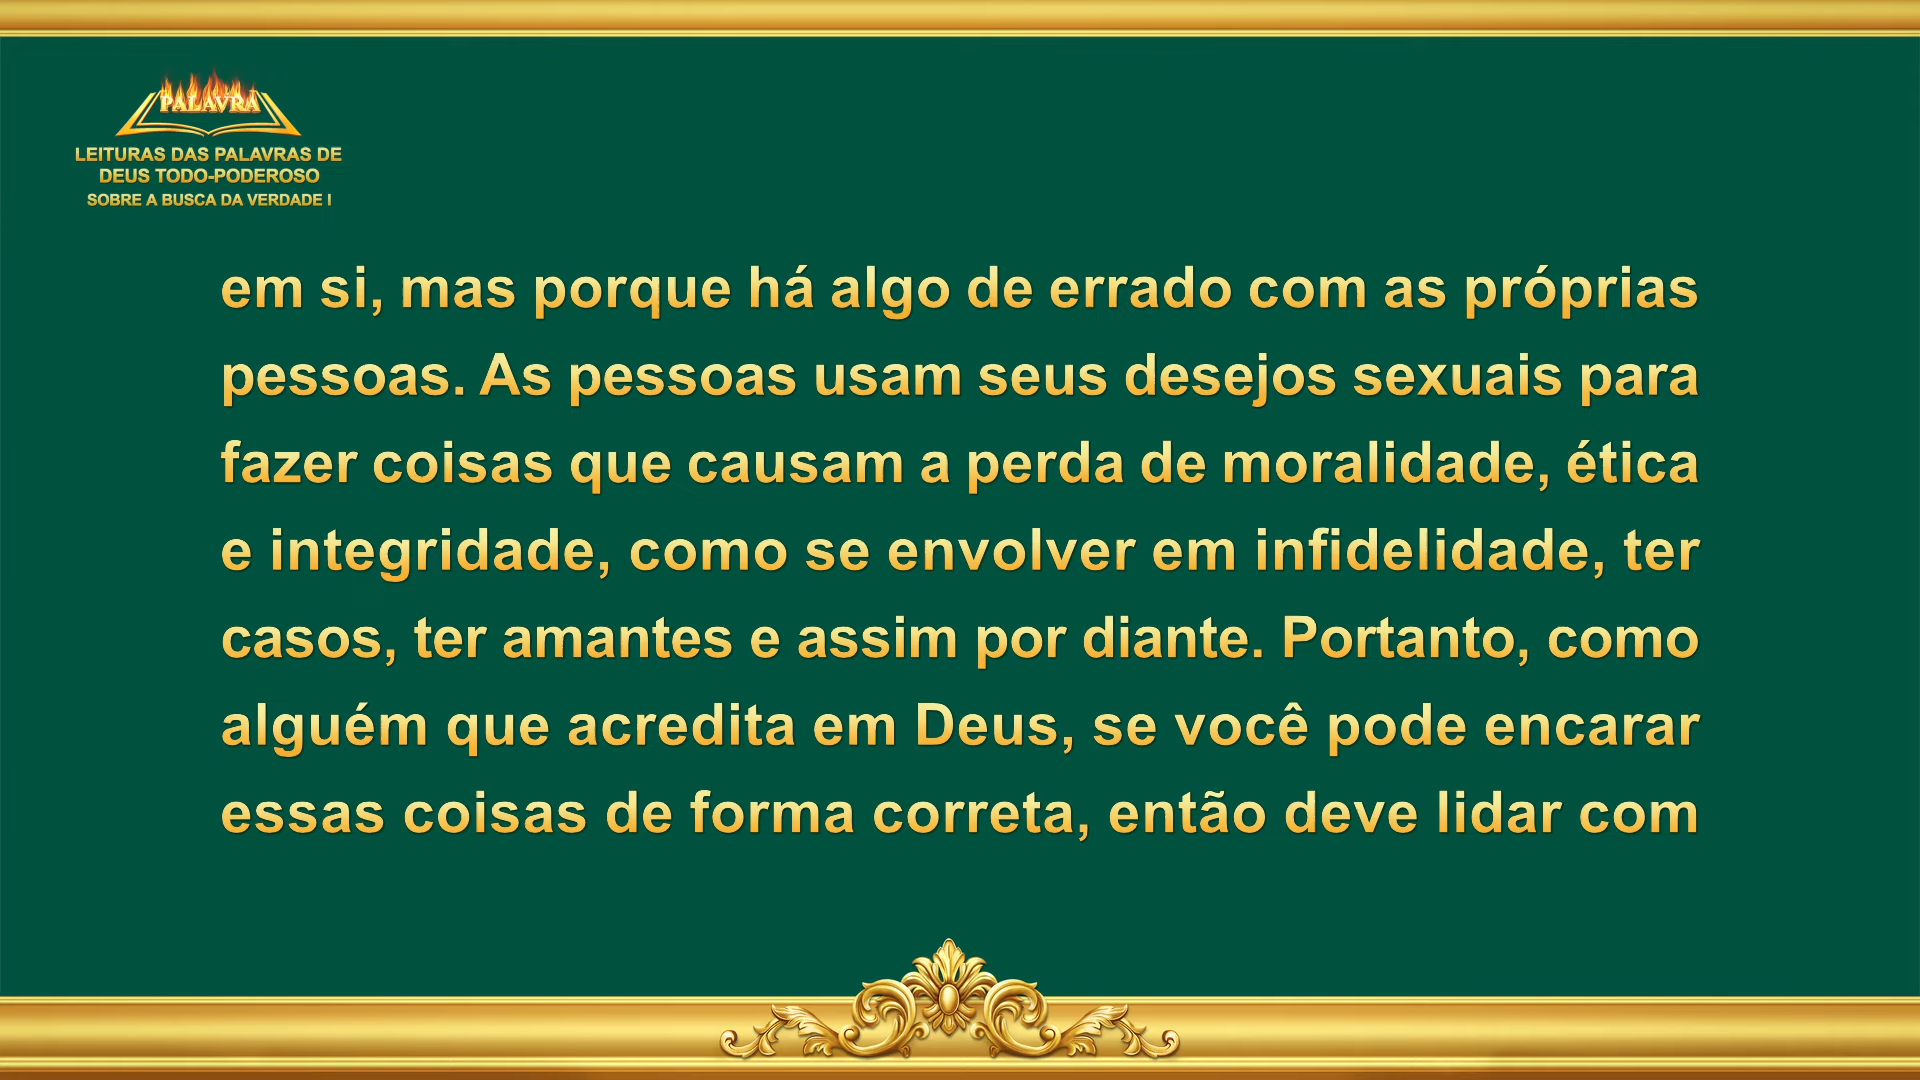 PALAVRA
LEITURAS DAS PALAVRAS DE
DEUS TODO-PODEROSO
SOBRE A BUSCA DA VERDADE I
em si, mas porque há algo de errado com as próprias
pessoas. As pessoas usam seus desejos sexuais para
fazer coisas que causam a perda de moralidade, ética
e integridade, como se envolver em infidelidade, ter
casos, ter amantes e assim por diante. Portanto, como
alguém que acredita em Deus, se você pode encarar
essas coisas de forma correta, então deve lidar com